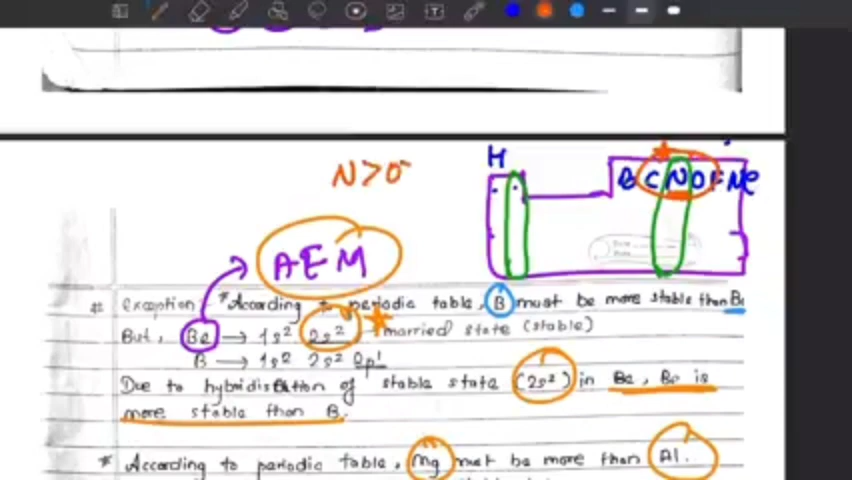 H
N>O
B C N O F Ne
AEM
# Exception: *According to periodic table, B must be more stable than Be
But, Be → 1s² 2s² married state (stable)
B → 1s² 2s² 2p¹
Due to hybridisation of stable state (2s²) in Be, Be is
more stable than B.
* According to periodic table, Mg must be more than Al.